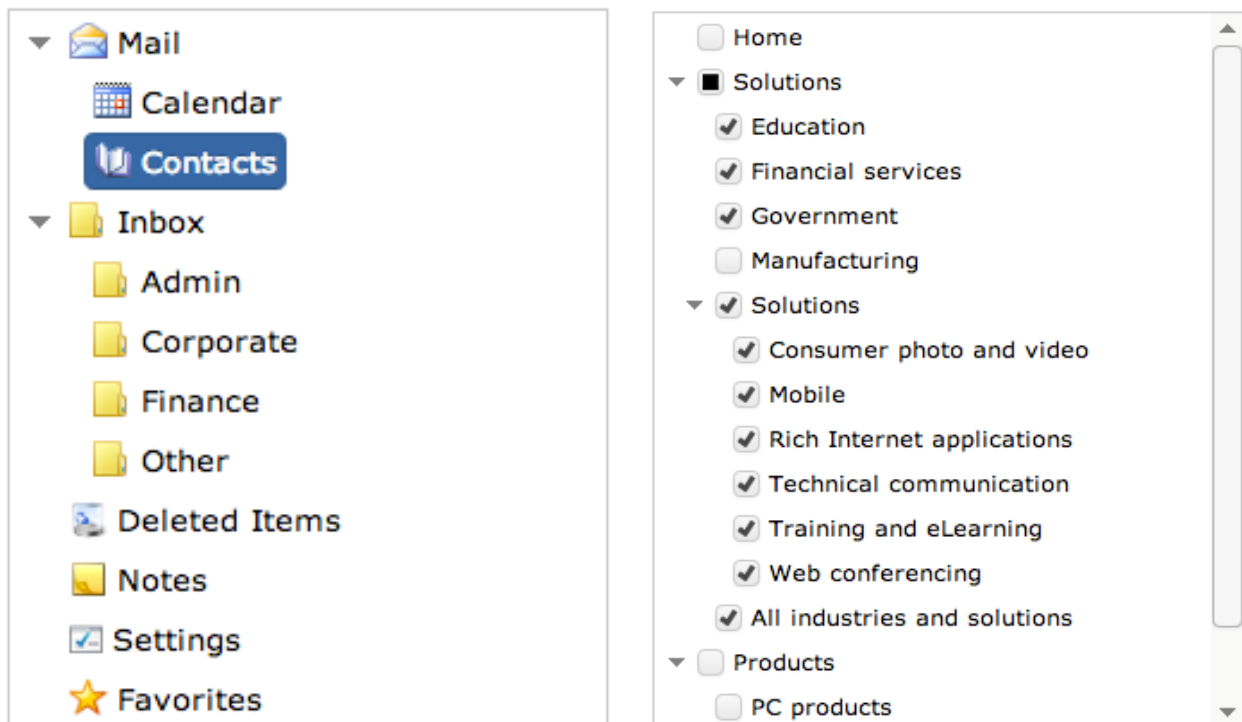 Mail
Calendar
Contacts
Inbox
Admin
Corporate
Finance
Other
Deleted Items
Notes
Settings
Favorites
Home
Solutions
Education
Financial services
Government
Manufacturing
Solutions
Consumer photo and video
Mobile
Rich Internet applications
Technical communication
Training and eLearning
Web conferencing
All industries and solutions
Products
PC products